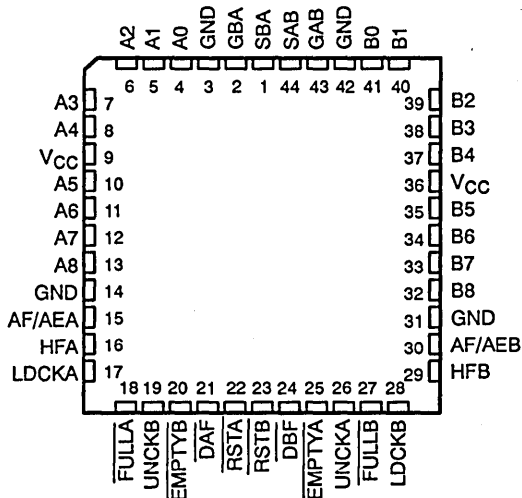 A2 A1 A0 GND GBA SBA SAB GAB GND B0 B1
6 5 4 3 2 1 44 43 42 41 40
A3 7 39 B2
A4 8 38 B3
VCC 9 37 B4
A5 10 36 VCC
A6 11 35 B5
A7 12 34 B6
A8 13 33 B7
GND 14 32 B8
AF/AEA 15 31 GND
HFA 16 30 AF/AEB
LDCKA 17 29 HFB
18 19 20 21 22 23 24 25 26 27 28
FULLA UNCKB EMPTYB DAF RSTA RSTB DBF EMPTYA UNCKA FULLB LDCKB